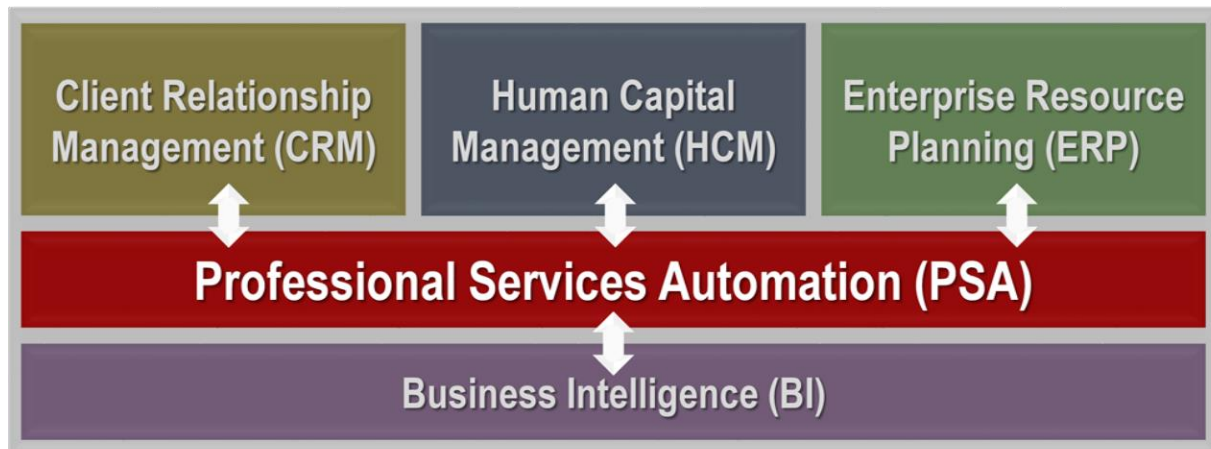 Client Relationship
Management (CRM)
Human Capital
Management (HCM)
Enterprise Resource
Planning (ERP)
Professional Services Automation (PSA)
Business Intelligence (BI)